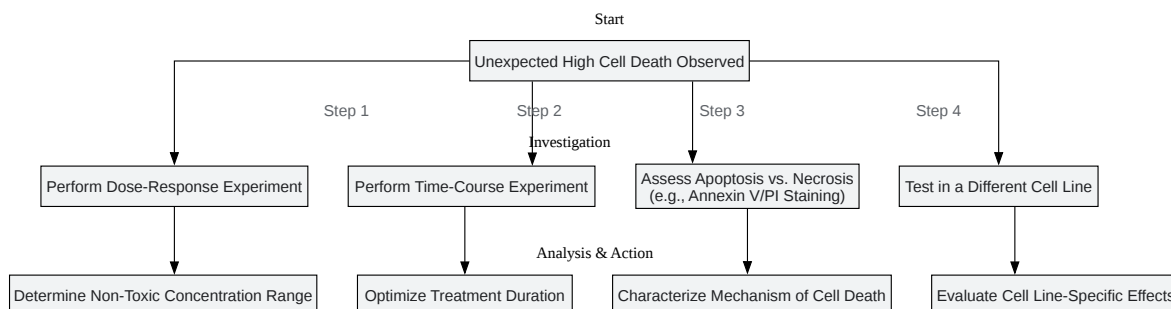 Start
Unexpected High Cell Death Observed
Step 1
Step 2
Step 3
Step 4
Investigation
Perform Dose-Response Experiment
Perform Time-Course Experiment
Assess Apoptosis vs. Necrosis
(e.g., Annexin V/PI Staining)
Test in a Different Cell Line
Analysis & Action
Determine Non-Toxic Concentration Range
Optimize Treatment Duration
Characterize Mechanism of Cell Death
Evaluate Cell Line-Specific Effects